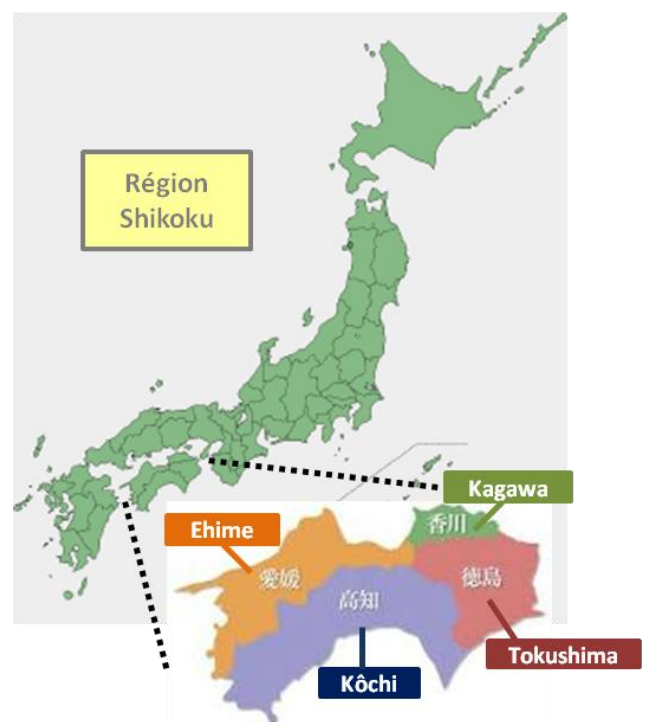 Région
Shikoku
Kagawa
香川
Ehime
愛媛
徳島
高知
Tokushima
Kôchi